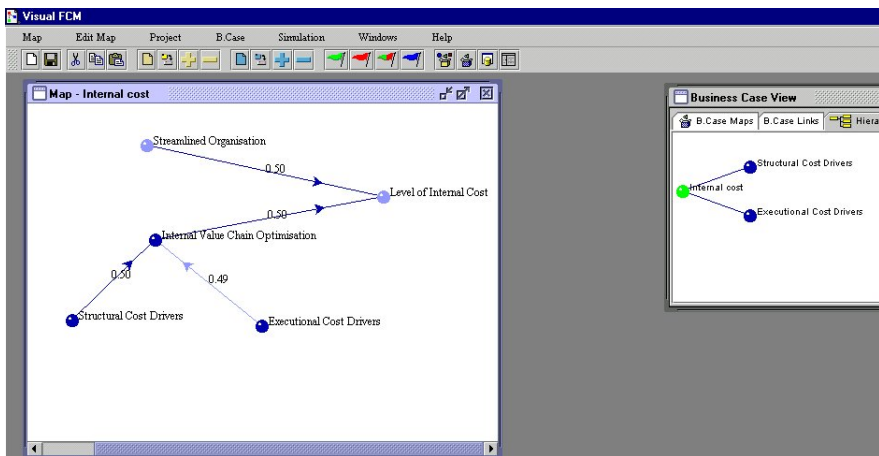 Visual FCM
Map Edit Map Project B.Case Simulation Windows Help
Map - Internal cost
Streamlined Organisation
0.50
Level of Internal Cost
0.50
Internal Value Chain Optimisation
0.50
0.49
Structural Cost Drivers
Executional Cost Drivers
Business Case View
B.Case Maps B.Case Links Hiera
Structural Cost Drivers
Internal cost
Executional Cost Drivers